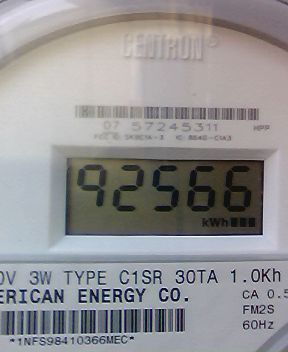 CENTRON®
07 57245311 HPP
92566
kWh
0V 3W TYPE C1SR 30TA 1.0Kh
ERICAN ENERGY CO.
CA 0.5
FM2S
60Hz
*1NFS98410366MEC*